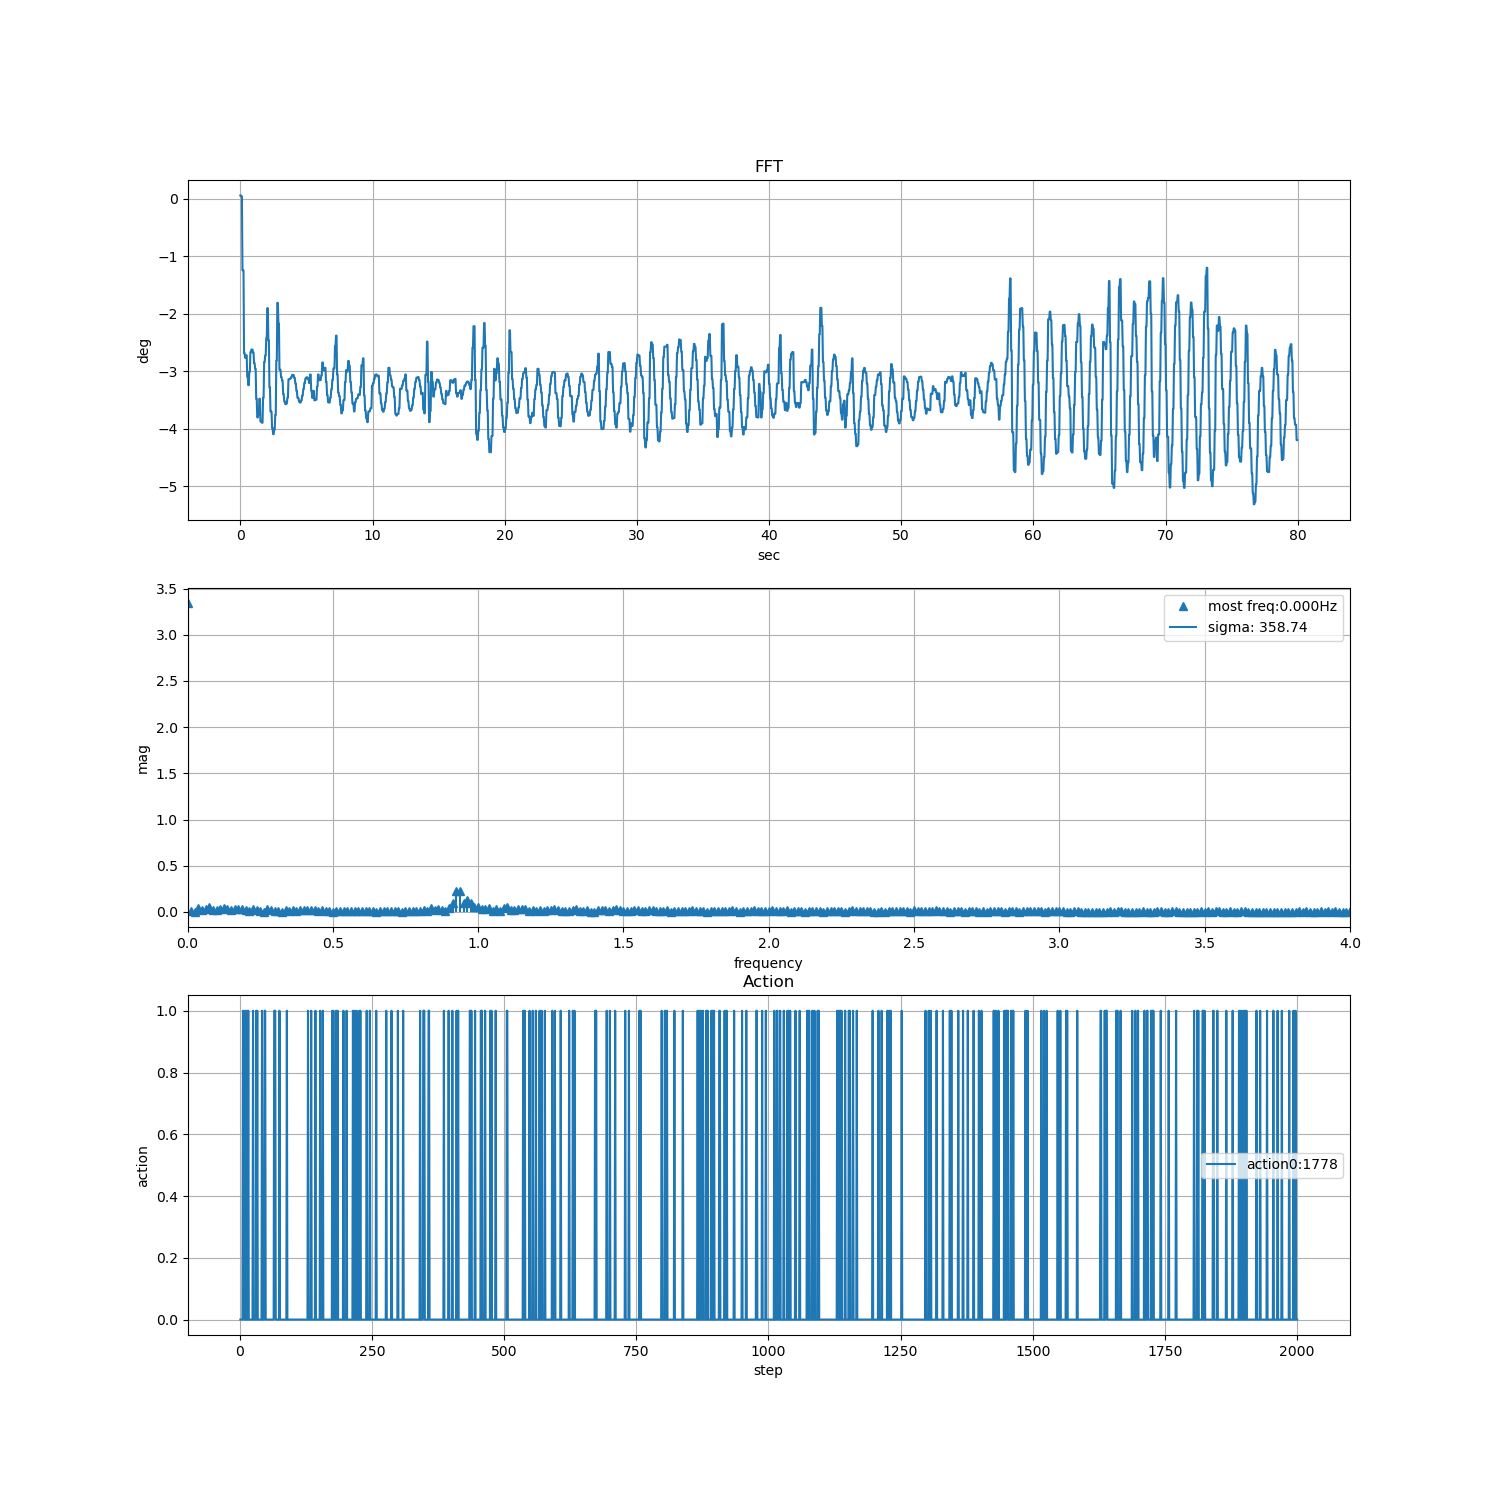 FFT
0
−1
−2
−3
−4
−5
deg
0 10 20 30 40 50 60 70 80
sec
3.5
3.0
2.5
2.0
1.5
1.0
0.5
0.0
mag
most freq:0.000Hz
sigma: 358.74
0.0 0.5 1.0 1.5 2.0 2.5 3.0 3.5 4.0
frequency
Action
1.0
0.8
0.6
0.4
0.2
0.0
action
action0:1778
0 250 500 750 1000 1250 1500 1750 2000
step